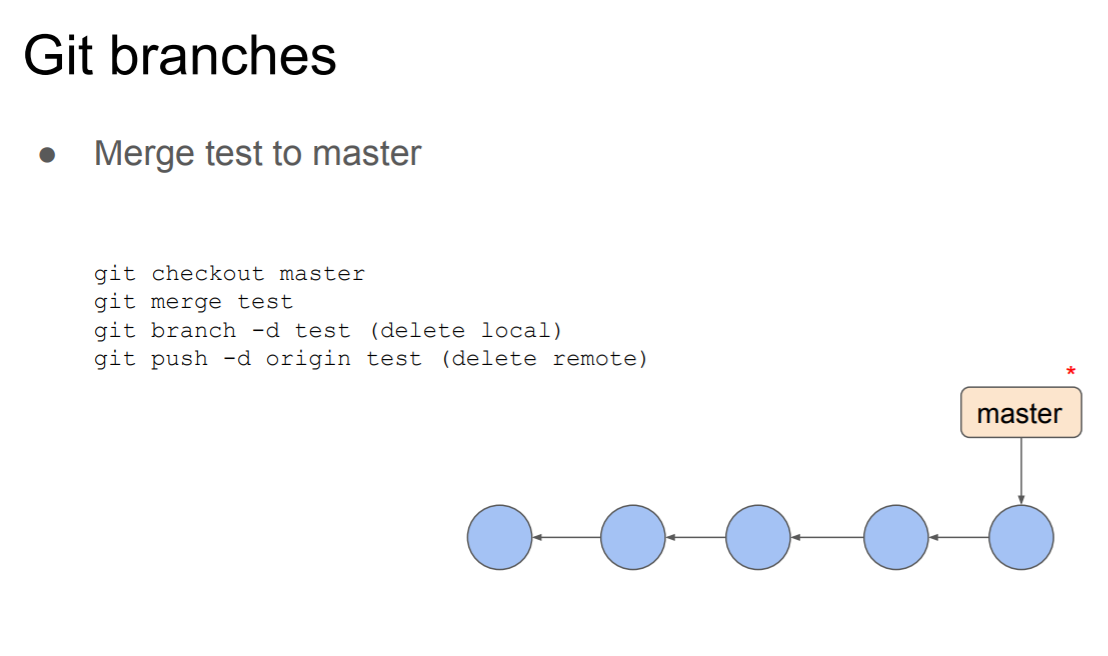 Git branches
● Merge test to master
git checkout master
git merge test
git branch -d test (delete local)
git push -d origin test (delete remote)
*
master